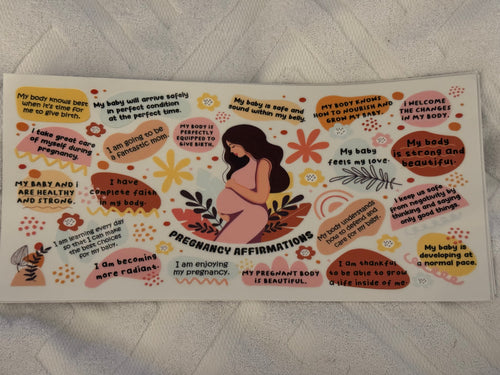 My body knows best
when it's time for
me to give birth.
My baby will arrive safely
in perfect condition
at the perfect time.
My baby is safe and
sound within my belly.
MY BODY KNOWS
HOW TO NOURISH AND
GROW MY BABY.
I WELCOME
THE CHANGES
IN MY BODY.
I take great care
of myself during
pregnancy.
I am going to be
a fantastic mom
MY BODY IS
PERFECTLY
EQUIPPED TO
GIVE BIRTH.
My baby
feels my love.
My body
is strong and
beautiful.
MY BABY AND I
ARE HEALTHY
AND STRONG.
I have
complete faith
in my body.
I keep us safe
from negativity by
thinking and saying
only good things.
I am learning every day
so that I can make
the best choices
for my baby.
PREGNANCY AFFIRMATIONS
My body understands
how to defend and
care for my baby.
My baby is
developing at
a normal pace.
I am becoming
more radiant.
I am enjoying
my pregnancy.
MY PREGNANT BODY
IS BEAUTIFUL.
I am thankful
to be able to grow
a life inside of me.